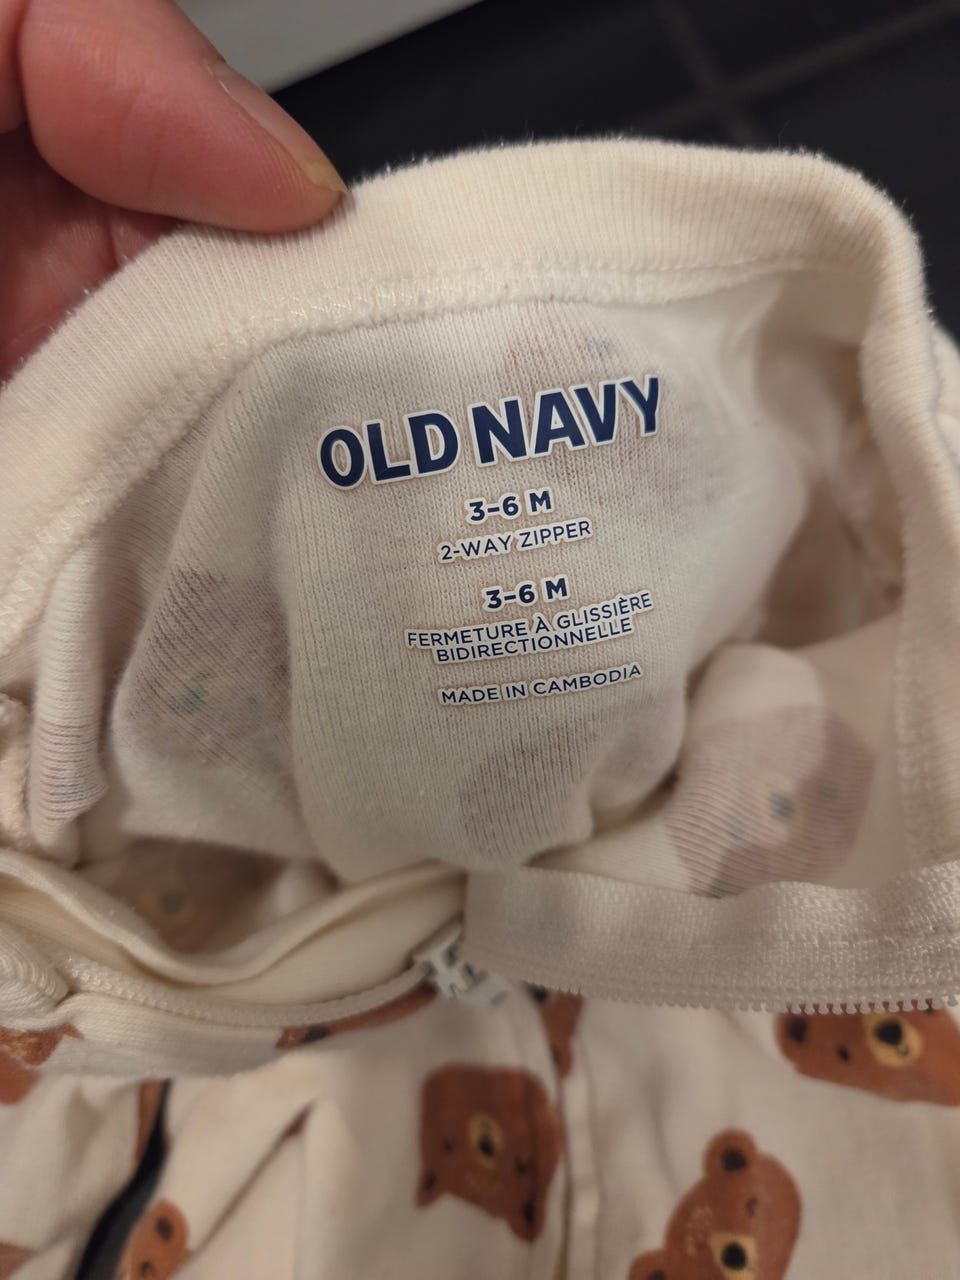 OLD NAVY
3-6 M
2-WAY ZIPPER
3-6 M
FERMETURE À GLISSIÈRE
BIDIRECTIONNELLE
MADE IN CAMBODIA